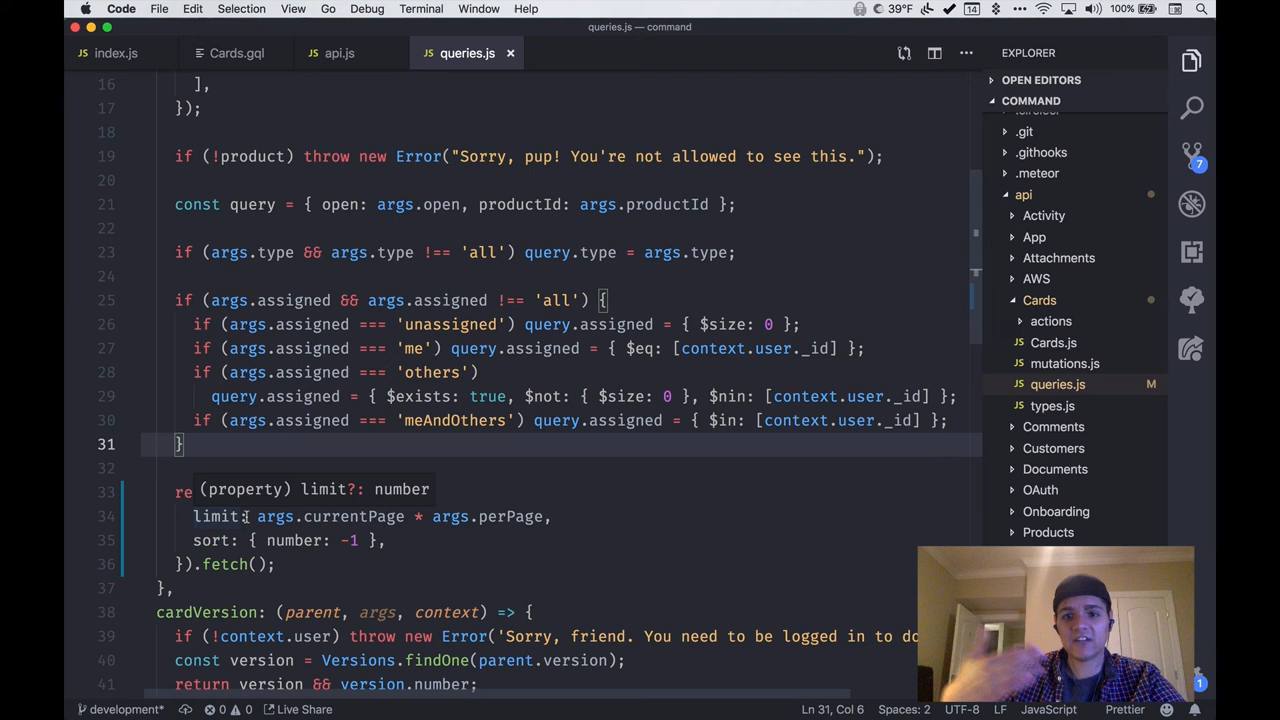 Code File Edit Selection View Go Debug Terminal Window Help 39°F 14 100%
queries.js — command
JS index.js Cards.gql JS api.js JS queries.js × ••• EXPLORER
OPEN EDITORS
COMMAND
.git
.githooks
.meteor
api
Activity
App
Attachments
AWS
Cards
actions
JS Cards.js
JS mutations.js
JS queries.js M
JS types.js
Comments
Customers
Documents
OAuth
Onboarding
Products
7
1
16 ],
17 });
18
19 if (!product) throw new Error("Sorry, pup! You're not allowed to see this.");
20
21 const query = { open: args.open, productId: args.productId };
22
23 if (args.type && args.type !== 'all') query.type = args.type;
24
25 if (args.assigned && args.assigned !== 'all') {
26 if (args.assigned === 'unassigned') query.assigned = { $size: 0 };
27 if (args.assigned === 'me') query.assigned = { $eq: [context.user._id] };
28 if (args.assigned === 'others')
29 query.assigned = { $exists: true, $not: { $size: 0 }, $nin: [context.user._id] };
30 if (args.assigned === 'meAndOthers') query.assigned = { $in: [context.user._id] };
31 }
32
(property) limit?: number
33 re
34 limit: args.currentPage * args.perPage,
35 sort: { number: -1 },
36 }).fetch();
37 },
38 cardVersion: (parent, args, context) => {
39 if (!context.user) throw new Error('Sorry, friend. You need to be logged in to do
40 const version = Versions.findOne(parent.version);
41 return version && version.number;
development* 0 0 Live Share Ln 31, Col 6 Spaces: 2 UTF-8 LF JavaScript Prettier